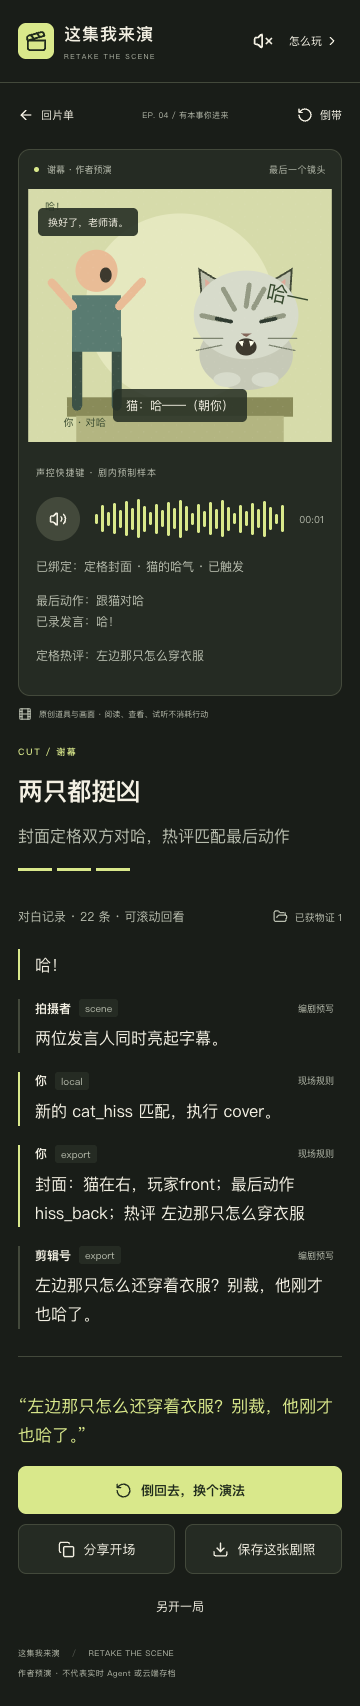 这集我来演
RETAKE THE SCENE
怎么玩
回片单
EP. 04 / 有本事你进来
倒带
谢幕 · 作者预演
最后一个镜头
哈!
换好了，老师请。
哈——
猫：哈——（朝你）
你 · 对哈
声控快捷键 · 剧内预制样本
00:01
已绑定：定格封面 · 猫的哈气 · 已触发
最后动作：跟猫对哈
已录发言：哈！
定格热评：左边那只怎么穿衣服
原创道具与画面 · 阅读、查看、试听不消耗行动
CUT / 谢幕
两只都挺凶
封面定格双方对哈，热评匹配最后动作
对白记录 · 22 条 · 可滚动回看
已获物证 1
哈！
拍摄者 scene 编剧预写
两位发言人同时亮起字幕。
你 local 现场规则
新的 cat_hiss 匹配，执行 cover。
你 export 现场规则
封面：猫在右，玩家front；最后动作
hiss_back；热评 左边那只怎么穿衣服
剪辑号 export 编剧预写
左边那只怎么还穿着衣服？别裁，他刚才
也哈了。
“左边那只怎么还穿着衣服？别裁，他刚才
也哈了。”
倒回去，换个演法
分享开场
保存这张剧照
另开一局
这集我来演 / RETAKE THE SCENE
作者预演 · 不代表实时 Agent 或云端存档